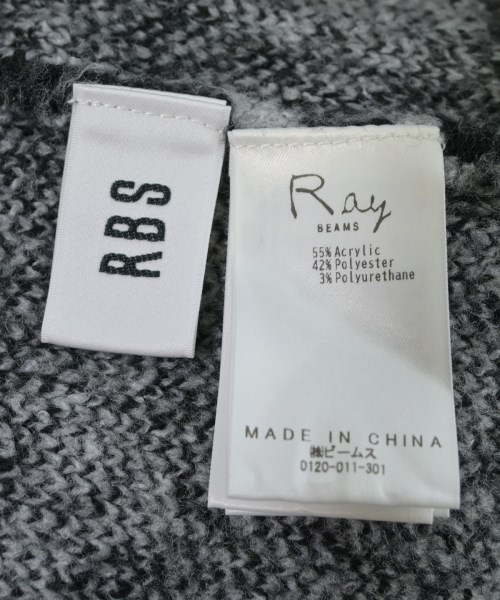 RBS
Ray
BEAMS
55% Acrylic
42% Polyester
3% Polyurethane
MADE IN CHINA
㈱ビームス
0120-011-301